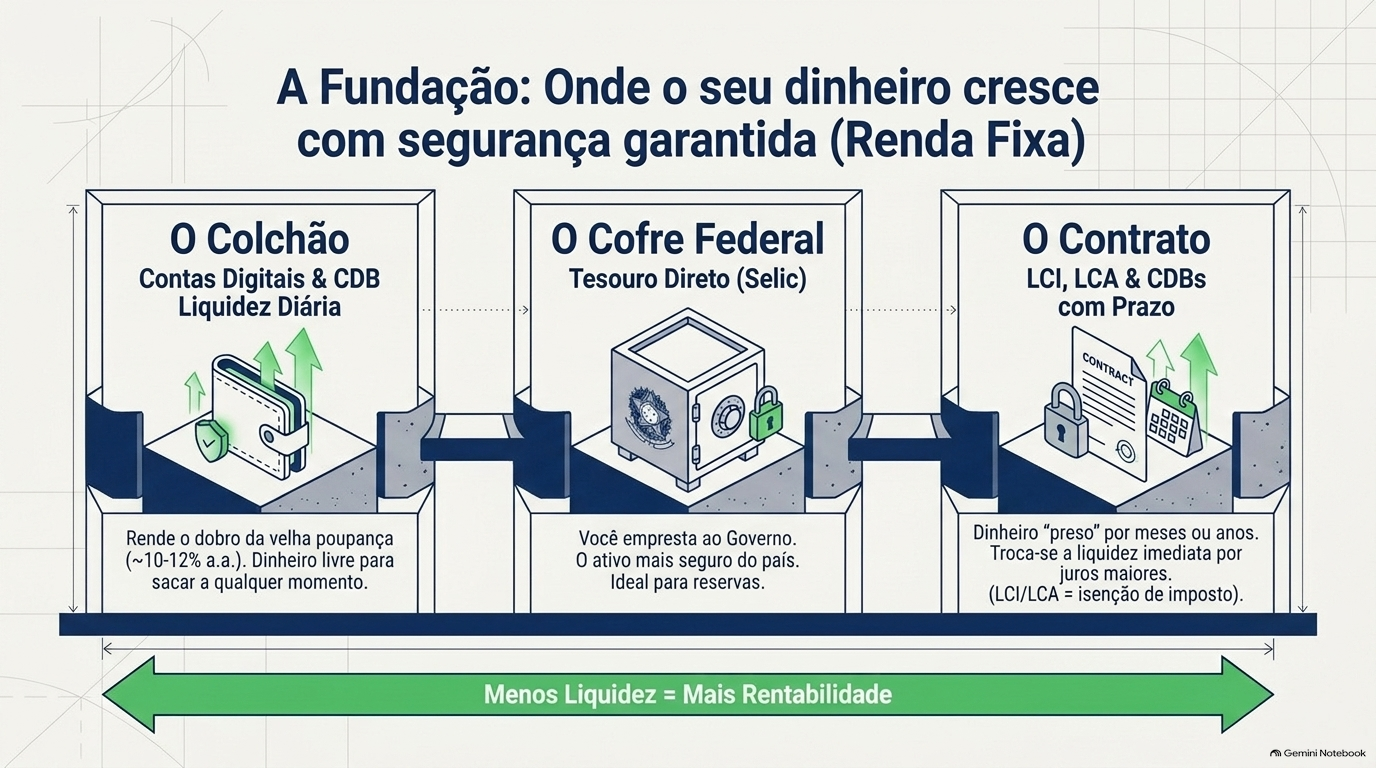 A Fundação: Onde o seu dinheiro cresce
com segurança garantida (Renda Fixa)
O Colchão
Contas Digitais & CDB
Liquidez Diária
Rende o dobro da velha poupança
(~10-12% a.a.). Dinheiro livre para
sacar a qualquer momento.
O Cofre Federal
Tesouro Direto (Selic)
Você empresta ao Governo.
O ativo mais seguro do país.
Ideal para reservas.
O Contrato
LCI, LCA & CDBs
com Prazo
CONTRACT
Dinheiro “preso” por meses ou anos.
Troca-se a liquidez imediata por
juros maiores.
(LCI/LCA = isenção de imposto).
Menos Liquidez = Mais Rentabilidade
Gemini Notebook